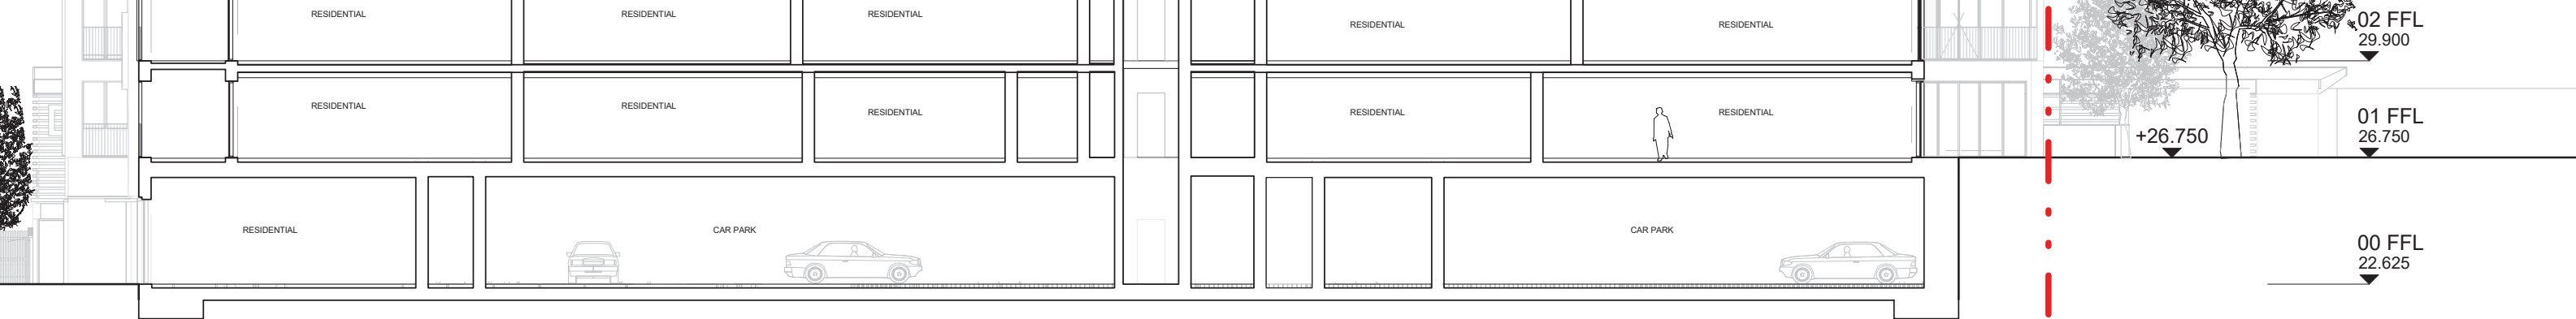 RESIDENTIAL
RESIDENTIAL
RESIDENTIAL
RESIDENTIAL
RESIDENTIAL
02 FFL
29.900
RESIDENTIAL
RESIDENTIAL
RESIDENTIAL
RESIDENTIAL
RESIDENTIAL
+26.750
01 FFL
26.750
RESIDENTIAL
CAR PARK
CAR PARK
00 FFL
22.625